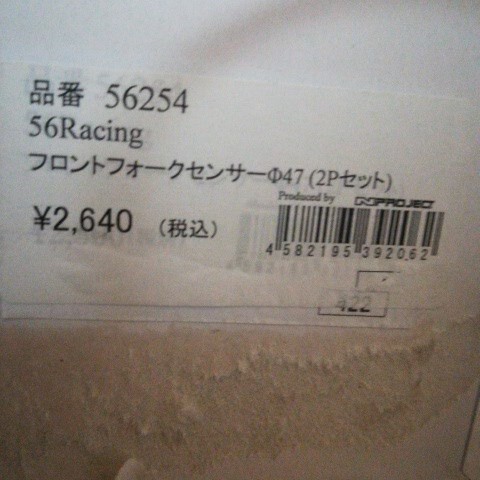 品番 56254
56Racing
フロントフォークセンサーΦ47 (2Pセット)
Produced by NPROJECT
¥2,640 (税込)
4 582195 392062